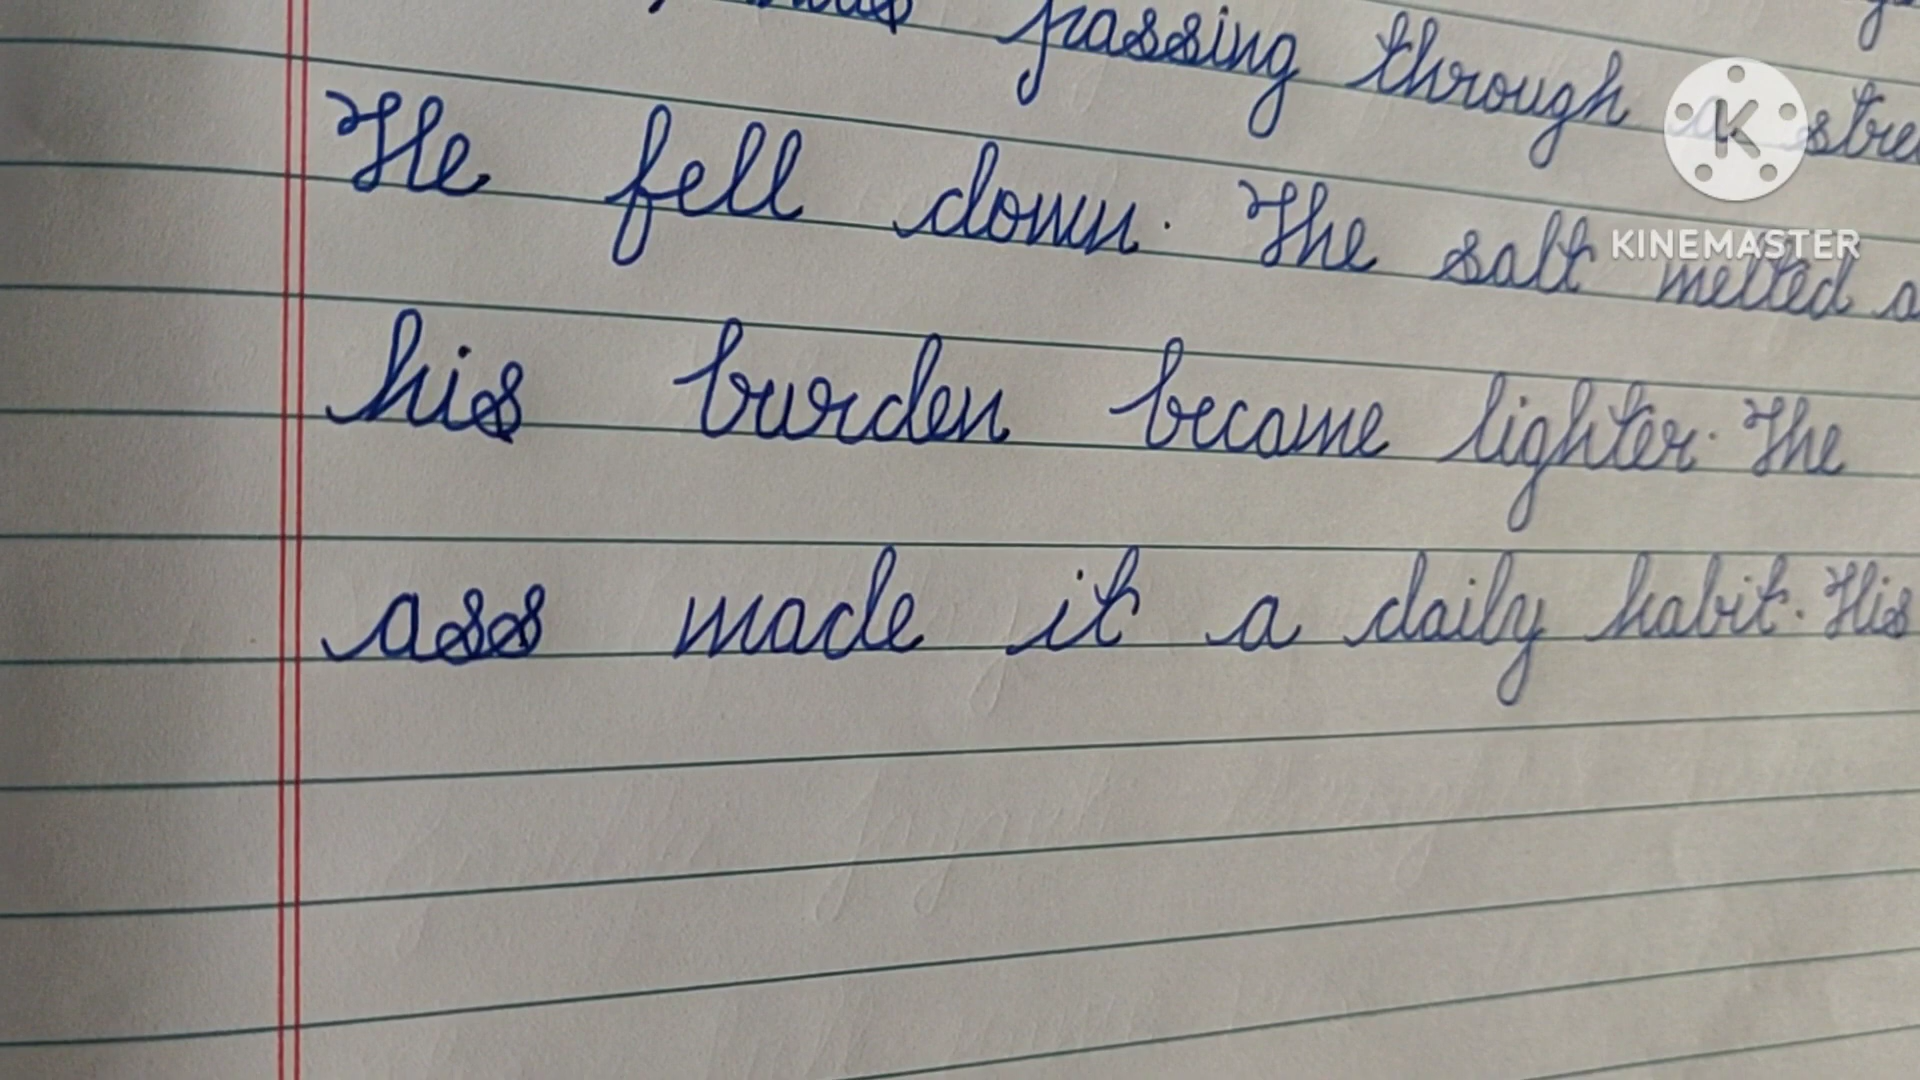 passing through a
He fell down. The salt melted
his burden became lighter. The
ass made it a daily habit. His
KINEMASTER